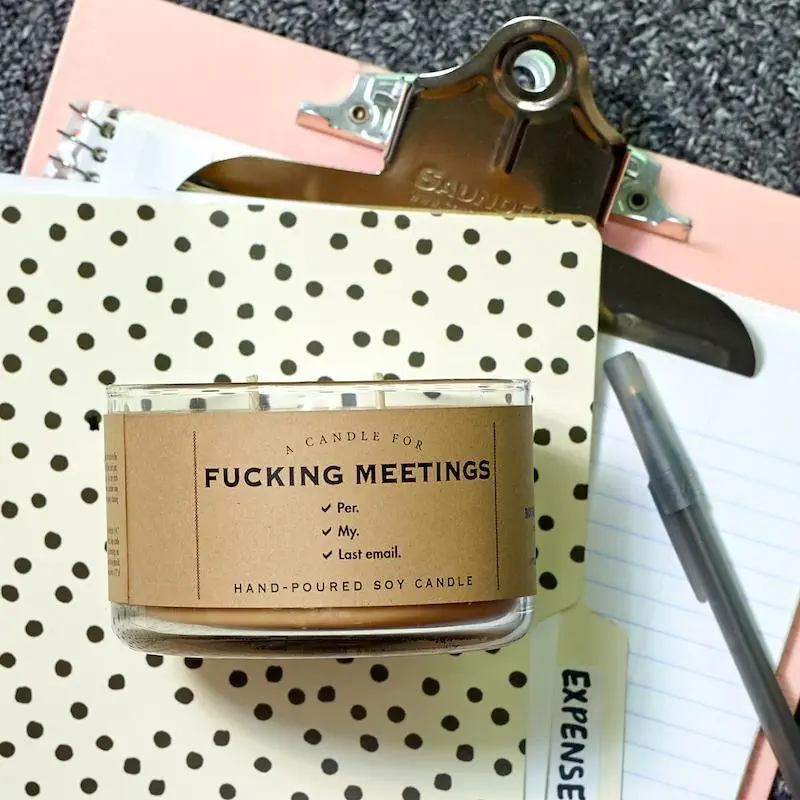 SAUNDERS
A CANDLE FOR
FUCKING MEETINGS
✓ Per.
✓ My.
✓ Last email.
HAND-POURED SOY CANDLE
EXPENSE